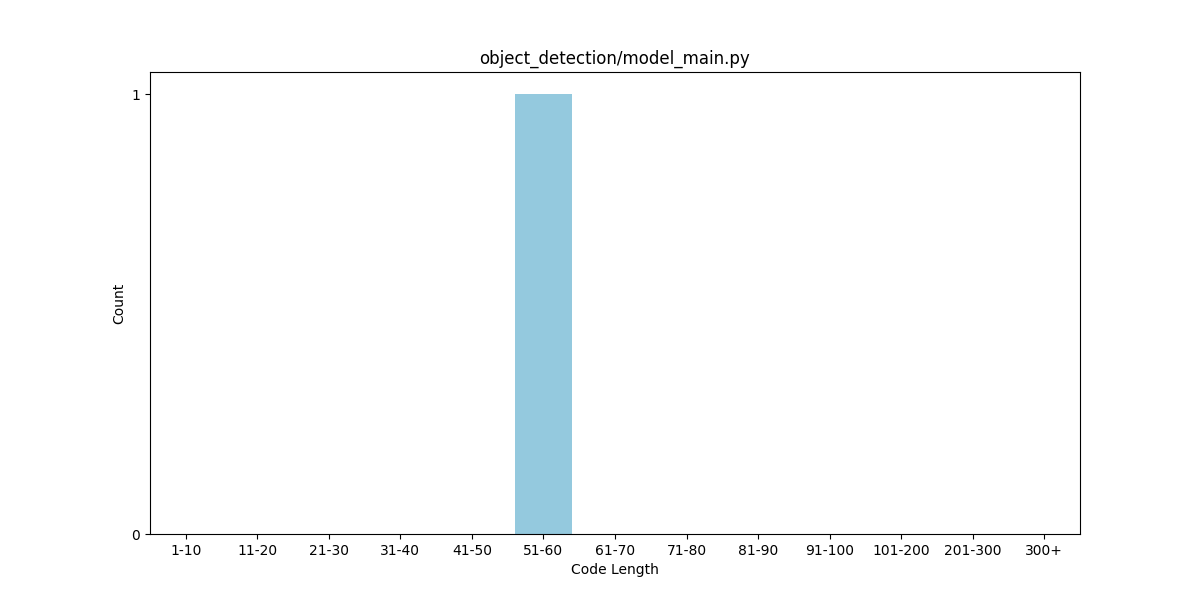 object_detection/model_main.py
1
Count
0
1-10 11-20 21-30 31-40 41-50 51-60 61-70 71-80 81-90 91-100 101-200 201-300 300+
Code Length